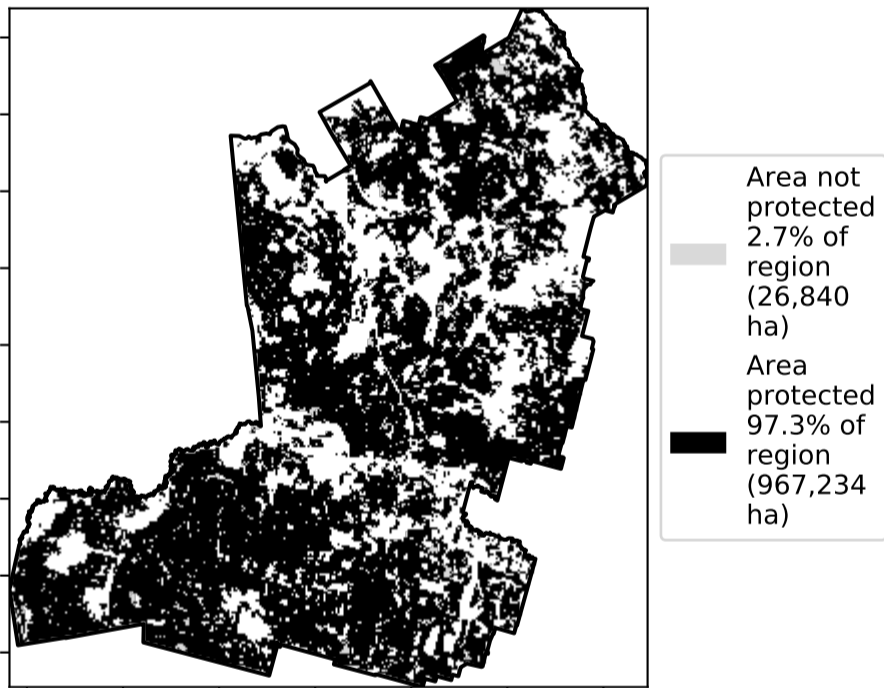 Area not
protected
2.7% of
region
(26,840
ha)
Area
protected
97.3% of
region
(967,234
ha)